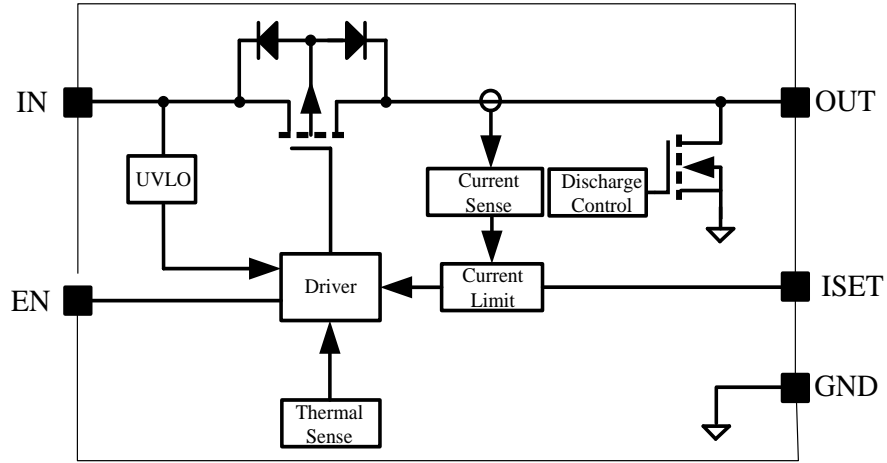 IN
OUT
UVLO
Current
Sense
Discharge
Control
EN
Driver
Current
Limit
ISET
Thermal
Sense
GND